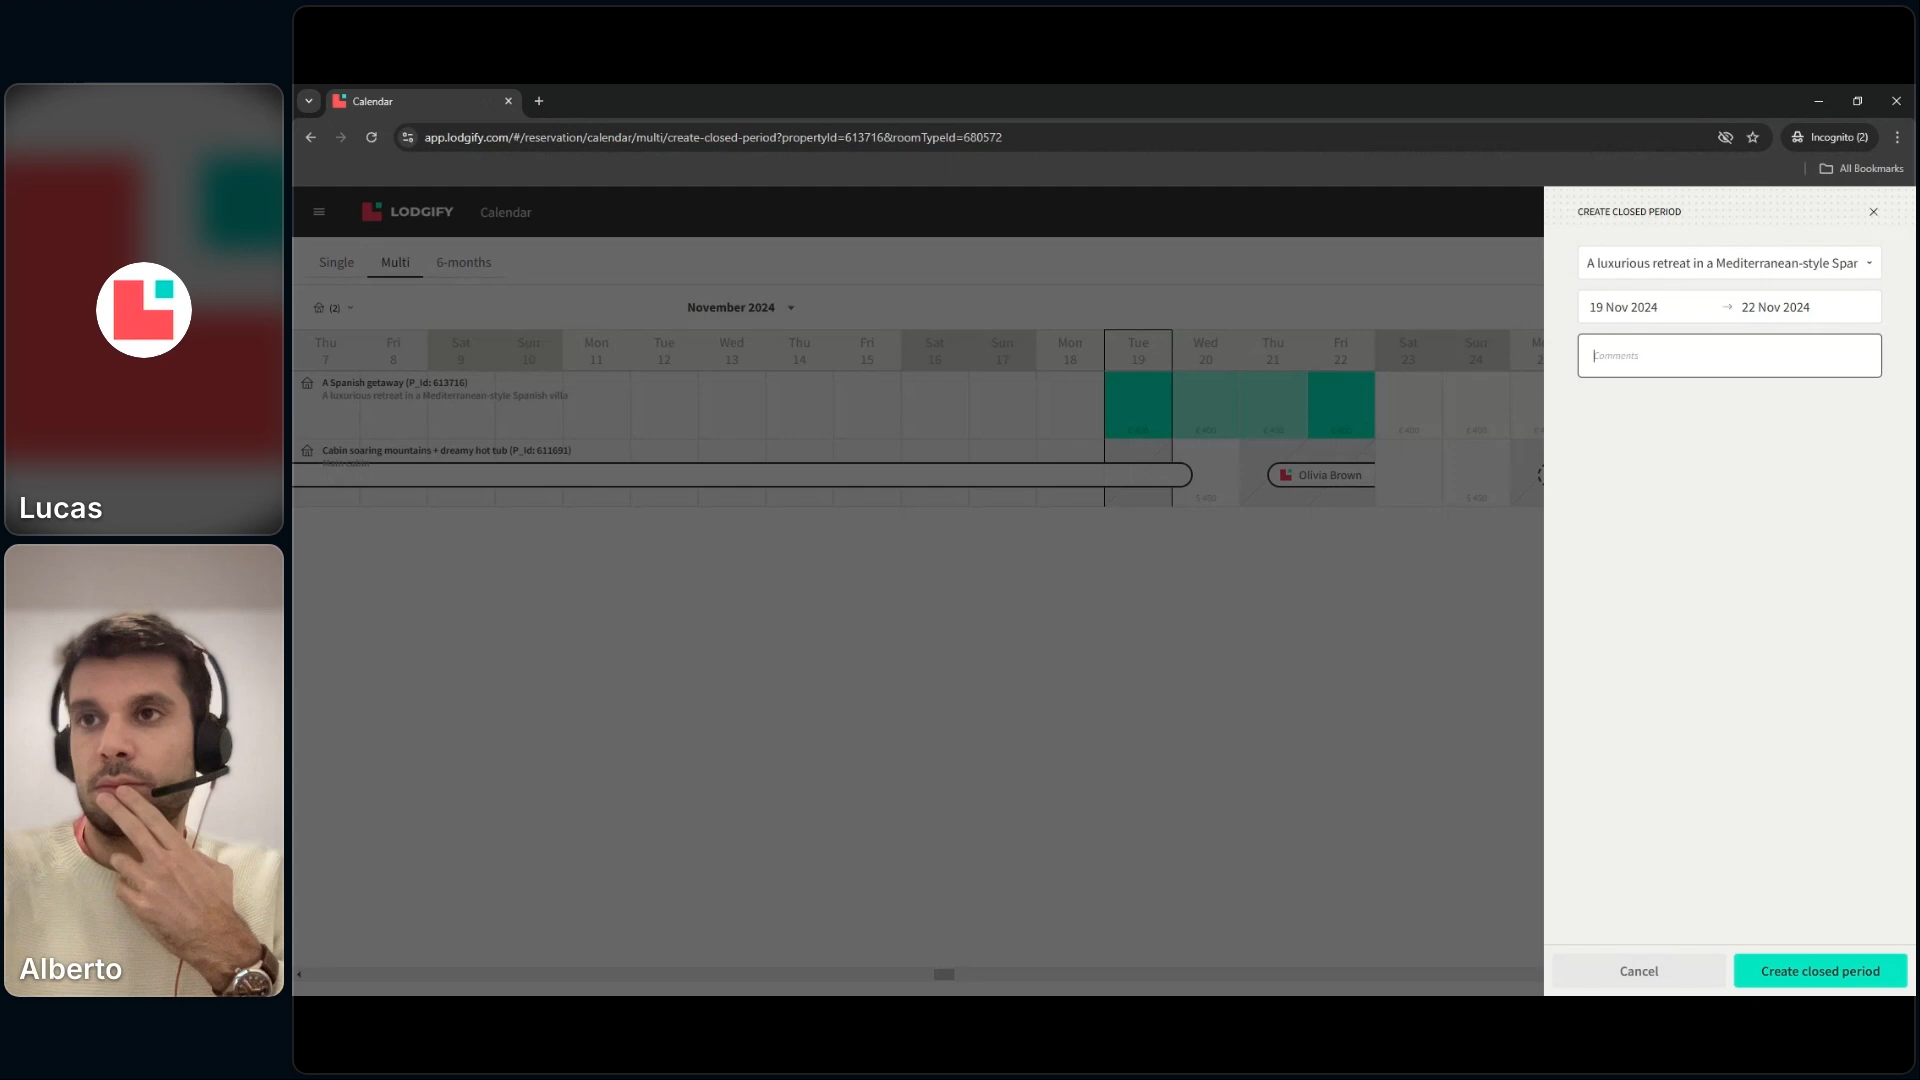 Calendar
app.lodgify.com/#/reservation/calendar/multi/create-closed-period?propertyId=613716&roomTypeId=680572
Incognito (2)
All Bookmarks
LODGIFY
Calendar
CREATE CLOSED PERIOD
Single
Multi
6-months
A luxurious retreat in a Mediterranean-style Spar
(2)
November 2024
19 Nov 2024
22 Nov 2024
Thu Fri Sat Sun Mon Tue Wed Thu Fri Sat Sun Mon Tue Wed Thu Fri Sat Sun
7 8 9 10 11 12 13 14 15 16 17 18 19 20 21 22 23 24
Comments
A Spanish getaway (P_Id: 613716)
A luxurious retreat in a Mediterranean-style Spanish villa
Cabin soaring mountains + dreamy hot tub (P_Id: 611691)
Main cabin
Olivia Brown
Lucas
Alberto
Cancel
Create closed period